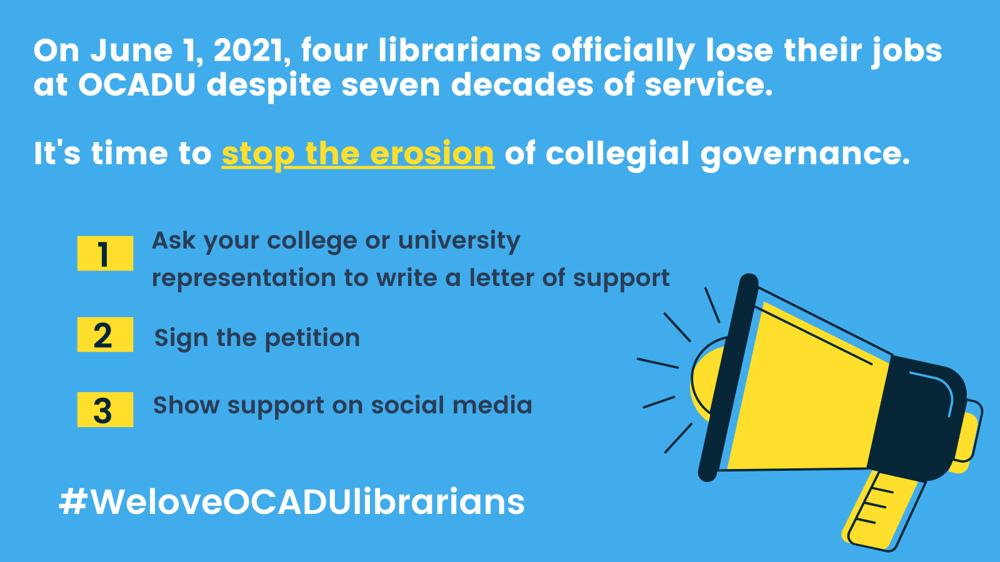 On June 1, 2021, four librarians officially lose their jobs
at OCADU despite seven decades of service.
It's time to stop the erosion of collegial governance.
1
Ask your college or university
representation to write a letter of support
2
Sign the petition
3
Show support on social media
#WeloveOCADUlibrarians